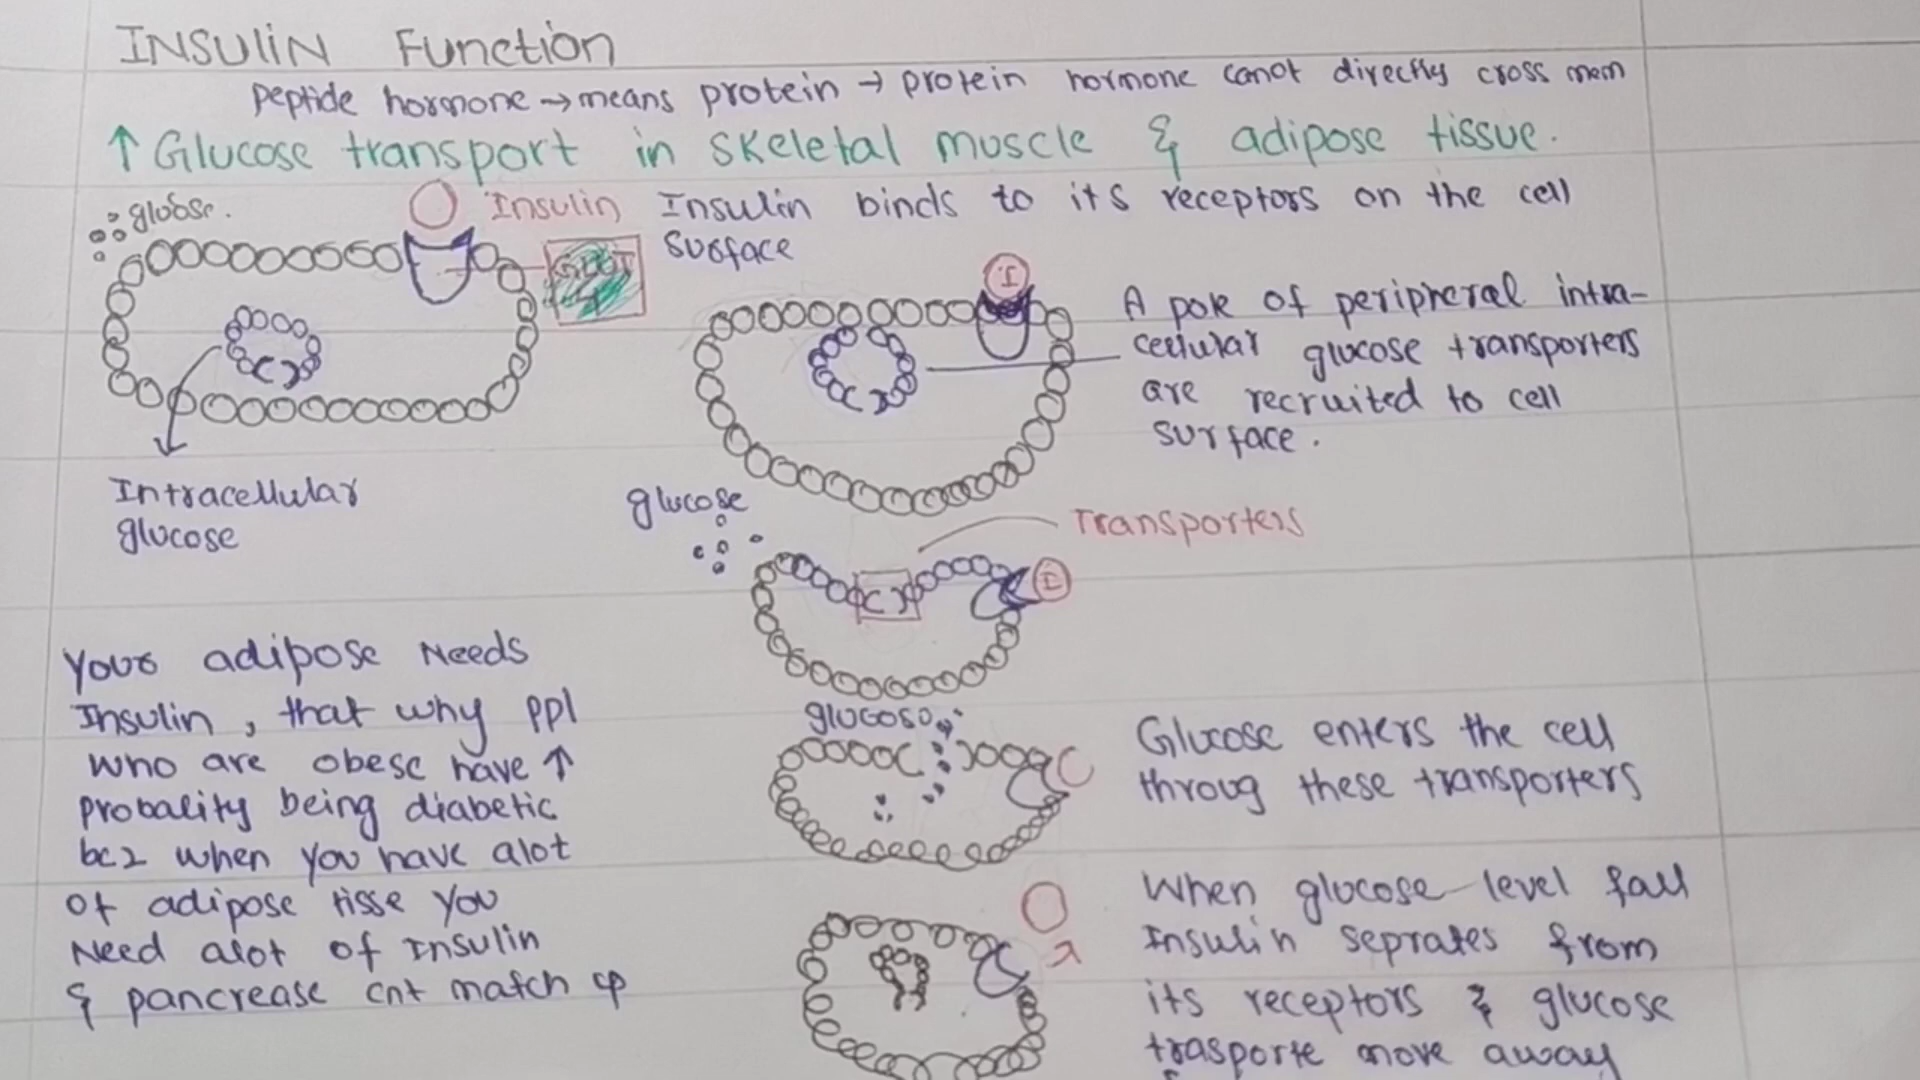 INSULIN Function
Peptide hormone → means protein → protein hormone canot directly cross mem
↑ Glucose transport in skeletal muscle & adipose tissue.
gloose.
Insulin
Insulin binds to its receptors on the cell
surface
GLUT
4
I
A pore of peripheral intra-
cellular glucose transporters
are recruited to cell
surface.
Intracellular
glucose
glucose
Transporters
I
Your adipose Needs
Insulin, that why ppl
who are obese have ↑
probality being diabetic
bcz when you have alot
of adipose tisse you
Need alot of Insulin
& pancrease cnt match up
glucose
Glucose enters the cell
throug these transporters
When glucose level fall
Insulin seprates from
its receptors & glucose
trasporte move away